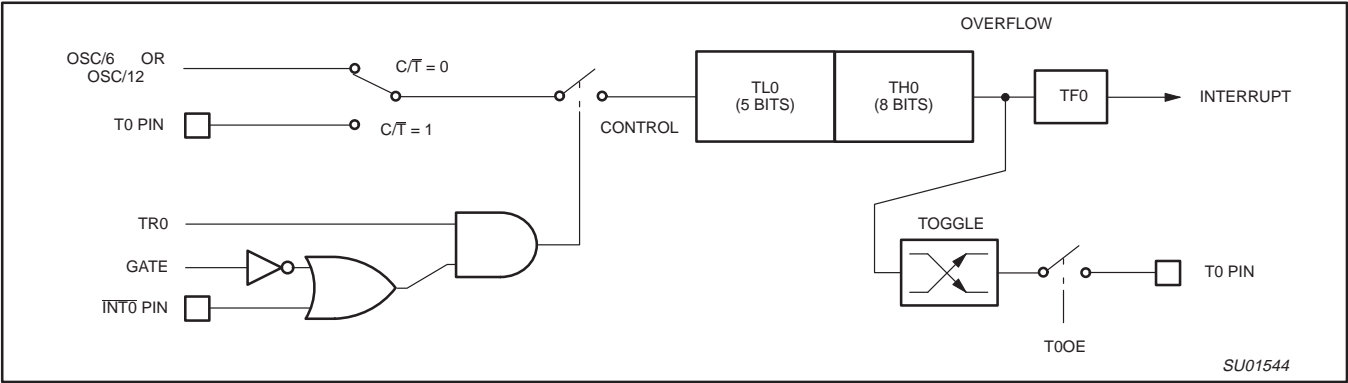 OVERFLOW
OSC/6 OR
OSC/12
C/T̅ = 0
TL0
(5 BITS)
TH0
(8 BITS)
TF0
INTERRUPT
T0 PIN
C/T̅ = 1
CONTROL
TR0
TOGGLE
GATE
T0 PIN
I̅N̅T̅0̅ PIN
T0OE
SU01544